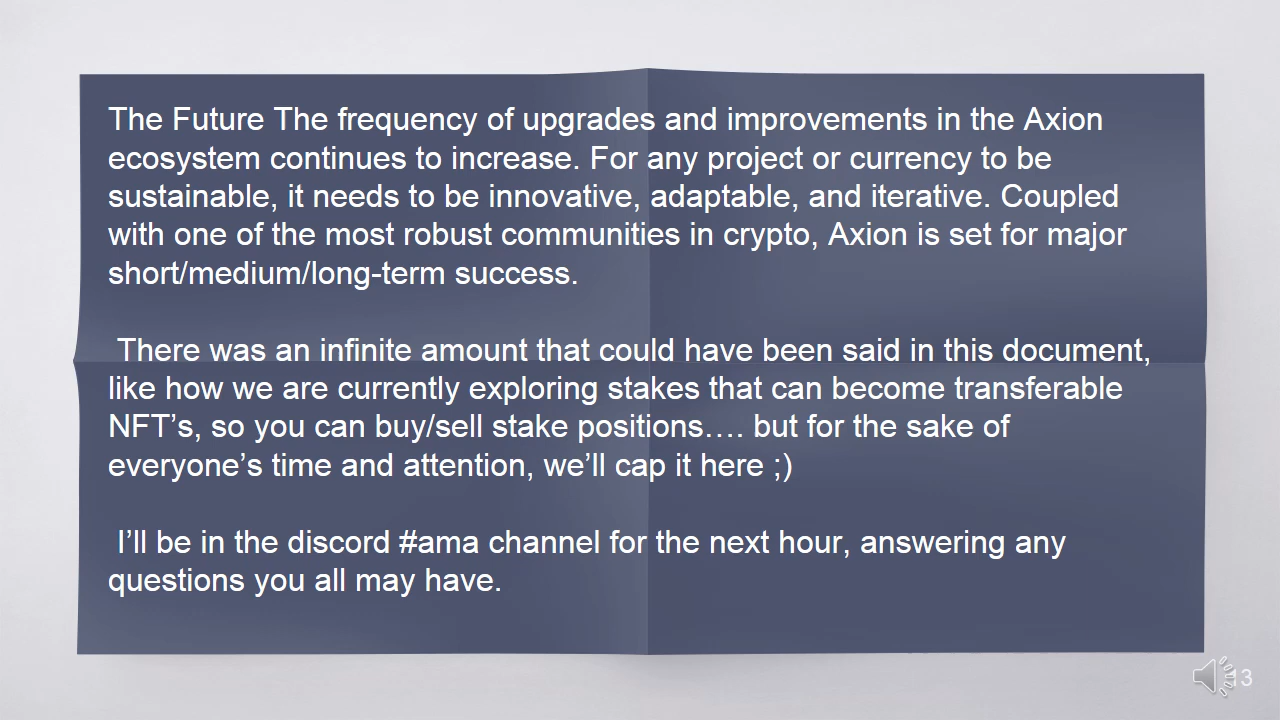 The Future The frequency of upgrades and improvements in the Axion
ecosystem continues to increase. For any project or currency to be
sustainable, it needs to be innovative, adaptable, and iterative. Coupled
with one of the most robust communities in crypto, Axion is set for major
short/medium/long-term success.
There was an infinite amount that could have been said in this document,
like how we are currently exploring stakes that can become transferable
NFT’s, so you can buy/sell stake positions…. but for the sake of
everyone’s time and attention, we’ll cap it here ;)
I’ll be in the discord #ama channel for the next hour, answering any
questions you all may have.
13